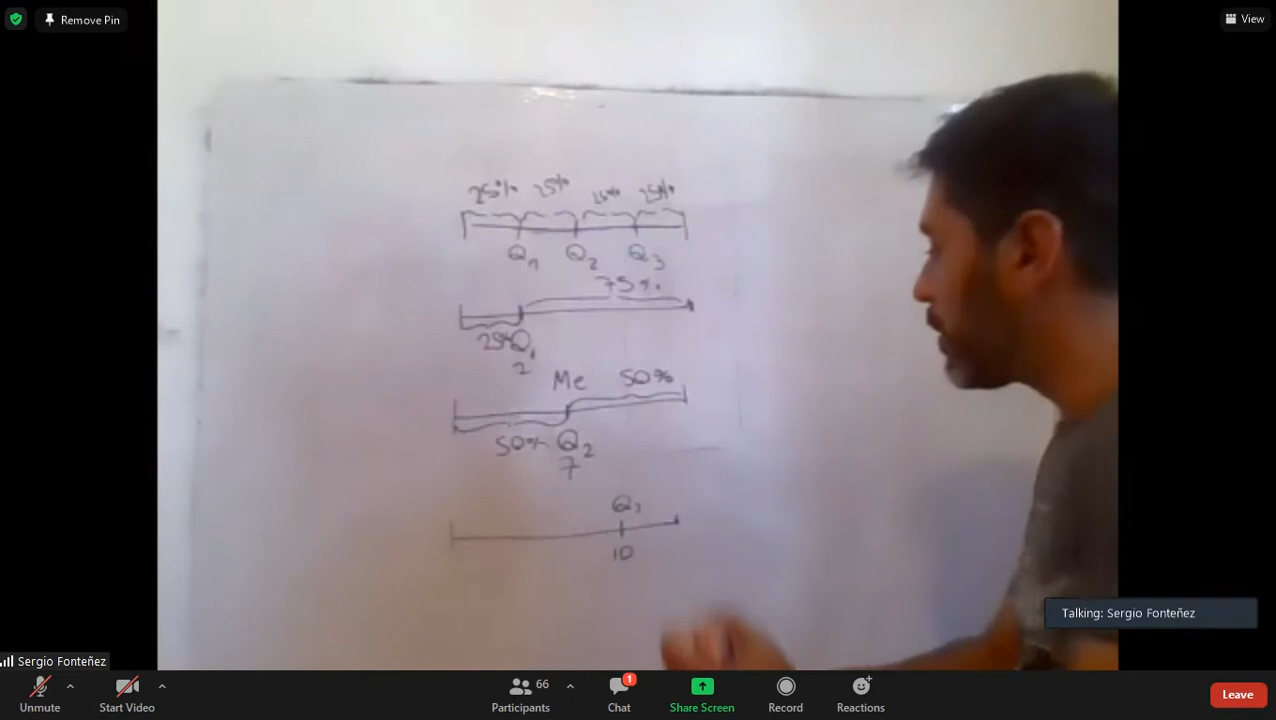 Remove Pin
View
25% 25% 25% 25%
Q1 Q2 Q3
75%
25% Q1
2
Me 50%
50% Q2
7
Q3
10
Talking: Sergio Fonteñez
Sergio Fonteñez
66
1
Unmute
Start Video
Participants
Chat
Share Screen
Record
Reactions
Leave